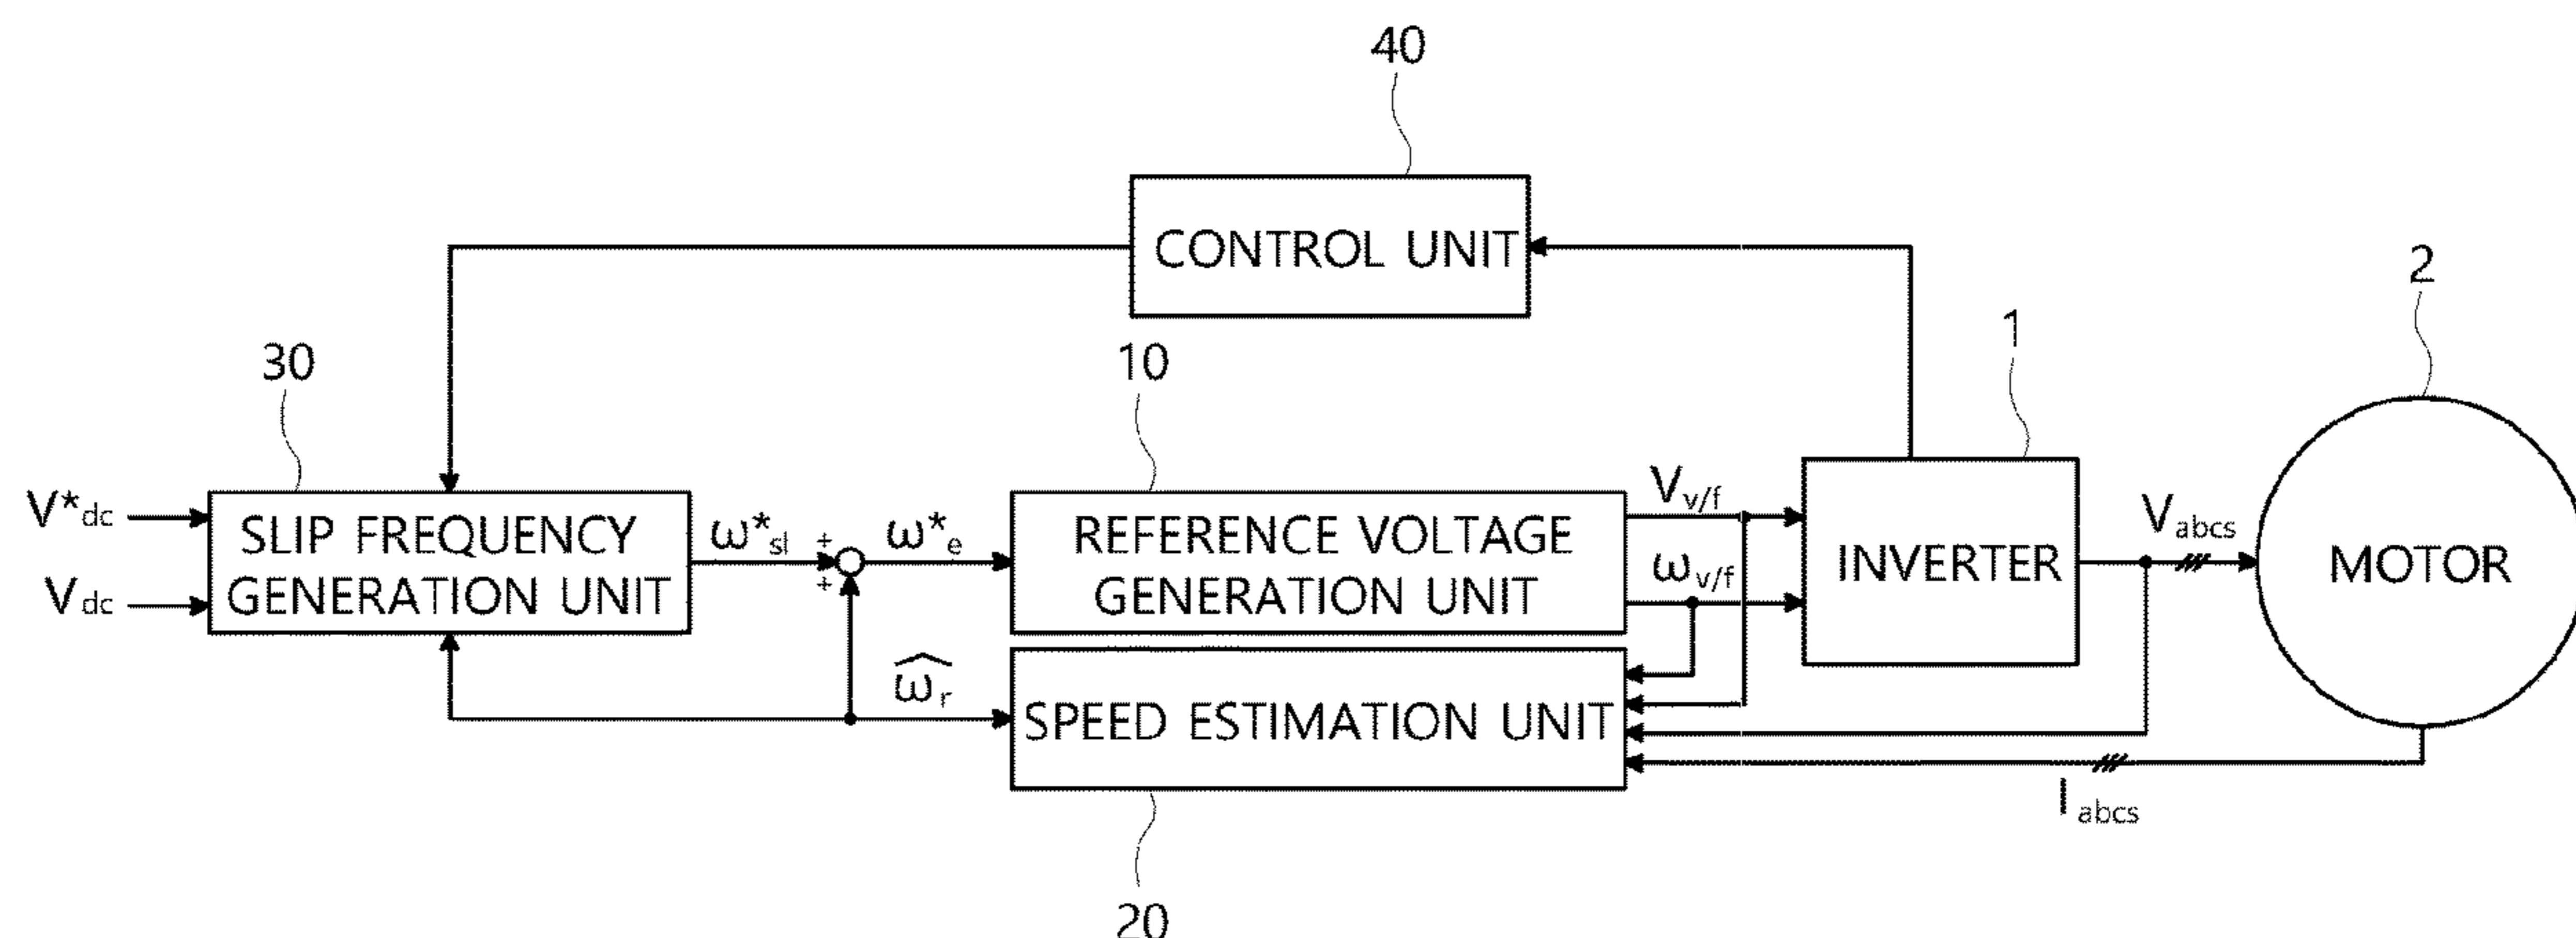 40
CONTROL UNIT
2
1
30
10
V*dc
Vdc
SLIP FREQUENCY
GENERATION UNIT
ω*sl
+
+
ω*e
REFERENCE VOLTAGE
GENERATION UNIT
Vv/f
ωv/f
INVERTER
Vabcs
MOTOR
ω̂r
SPEED ESTIMATION UNIT
Iabcs
20